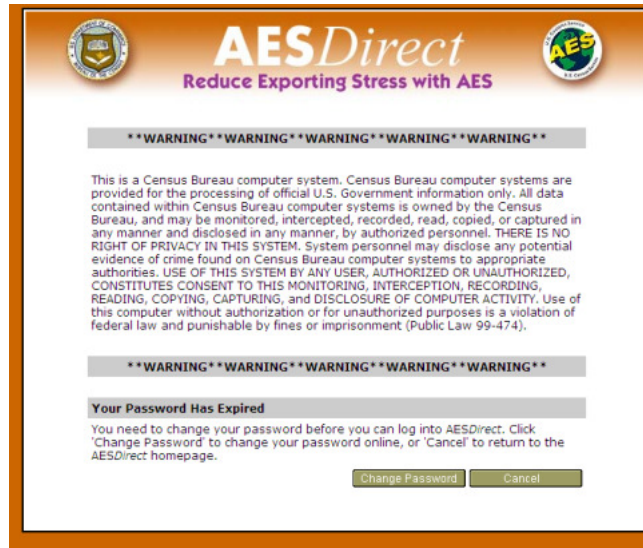 AESDirect
Reduce Exporting Stress with AES
AES
**WARNING**WARNING**WARNING**WARNING**WARNING**
This is a Census Bureau computer system. Census Bureau computer systems are
provided for the processing of official U.S. Government information only. All data
contained within Census Bureau computer systems is owned by the Census
Bureau, and may be monitored, intercepted, recorded, read, copied, or captured in
any manner and disclosed in any manner, by authorized personnel. THERE IS NO
RIGHT OF PRIVACY IN THIS SYSTEM. System personnel may disclose any potential
evidence of crime found on Census Bureau computer systems to appropriate
authorities. USE OF THIS SYSTEM BY ANY USER, AUTHORIZED OR UNAUTHORIZED,
CONSTITUTES CONSENT TO THIS MONITORING, INTERCEPTION, RECORDING,
READING, COPYING, CAPTURING, and DISCLOSURE OF COMPUTER ACTIVITY. Use of
this computer without authorization or for unauthorized purposes is a violation of
federal law and punishable by fines or imprisonment (Public Law 99-474).
**WARNING**WARNING**WARNING**WARNING**WARNING**
Your Password Has Expired
You need to change your password before you can log into AESDirect. Click
'Change Password' to change your password online, or 'Cancel' to return to the
AESDirect homepage.
Change Password Cancel